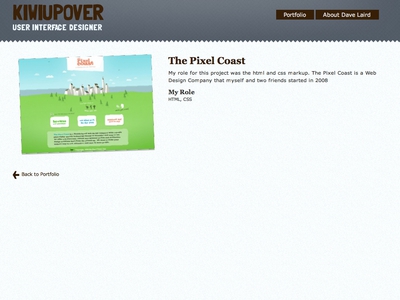 KIWIUPOVER
USER INTERFACE DESIGNER
Portfolio
About Dave Laird
The Pixel Coast
My role for this project was the html and css markup. The Pixel Coast is a Web
Design Company that myself and two friends started in 2008
My Role
HTML, CSS
Back to Portfolio